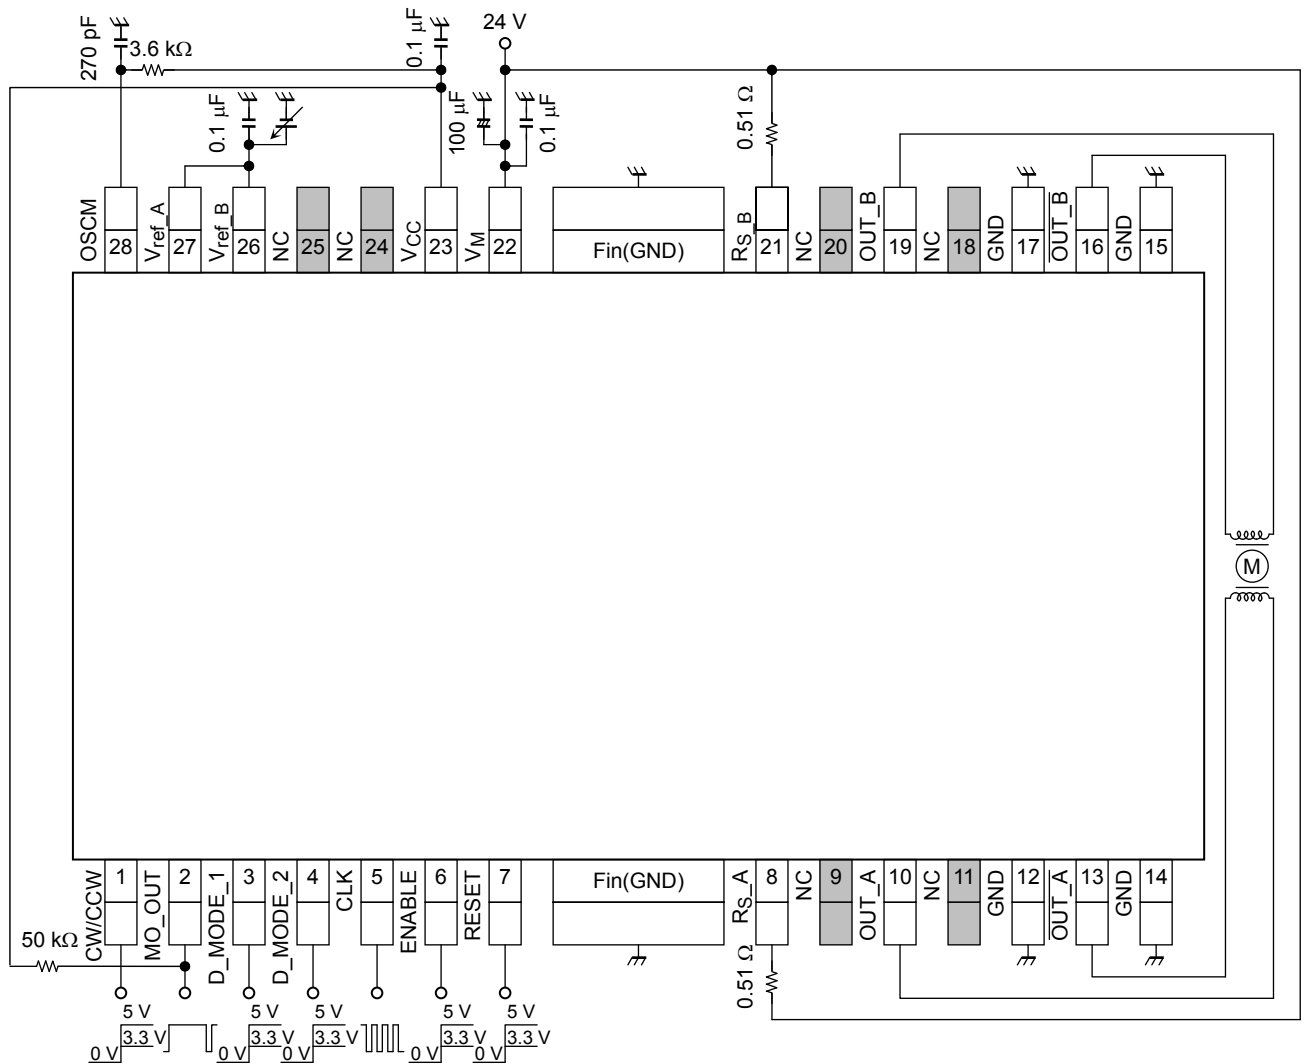 270 pF
3.6 kΩ
0.1 µF
24 V
0.1 µF
100 µF
0.1 µF
0.51 Ω
OSCM
Vref_A
Vref_B
NC
NC
VCC
VM
RS_B
NC
OUT_B
NC
GND
OUT_B
GND
28
27
26
25
24
23
22
Fin(GND)
21
20
19
18
17
16
15
M
1
2
3
4
5
6
7
Fin(GND)
8
9
10
11
12
13
14
CW/CCW
MO_OUT
D_MODE_1
D_MODE_2
CLK
ENABLE
RESET
RS_A
NC
OUT_A
NC
GND
OUT_A
GND
50 kΩ
0.51 Ω
5 V
5 V
5 V
5 V
5 V
3.3 V
3.3 V
3.3 V
3.3 V
3.3 V
0 V
0 V
0 V
0 V
0 V